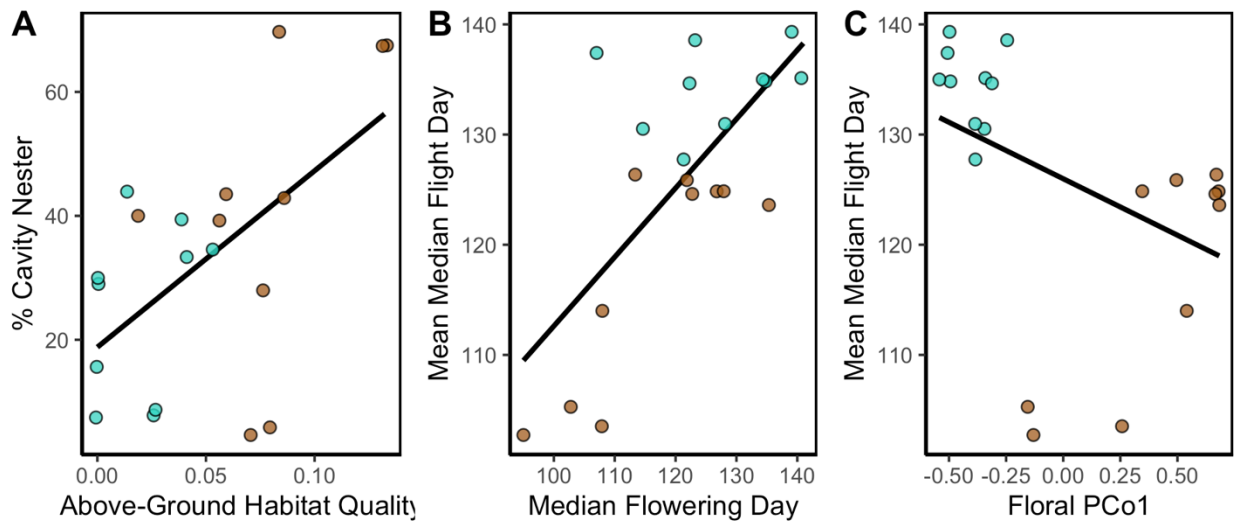 A
% Cavity Nester
60
40
20
0.00 0.05 0.10
Above-Ground Habitat Quality
B
Mean Median Flight Day
140
130
120
110
100 110 120 130 140
Median Flowering Day
C
Mean Median Flight Day
140
130
120
110
-0.50 -0.25 0.00 0.25 0.50
Floral PCo1